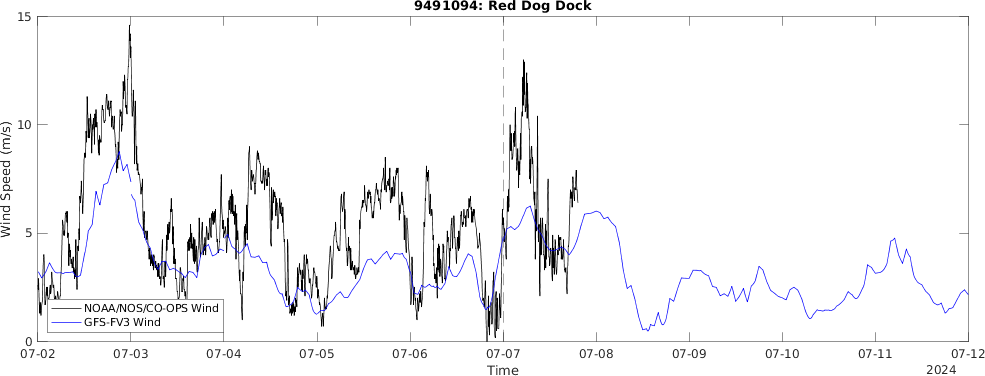 9491094: Red Dog Dock
Wind Speed (m/s)
15
10
5
0
NOAA/NOS/CO-OPS Wind
GFS-FV3 Wind
07-02 07-03 07-04 07-05 07-06 07-07 07-08 07-09 07-10 07-11 07-12
Time
2024